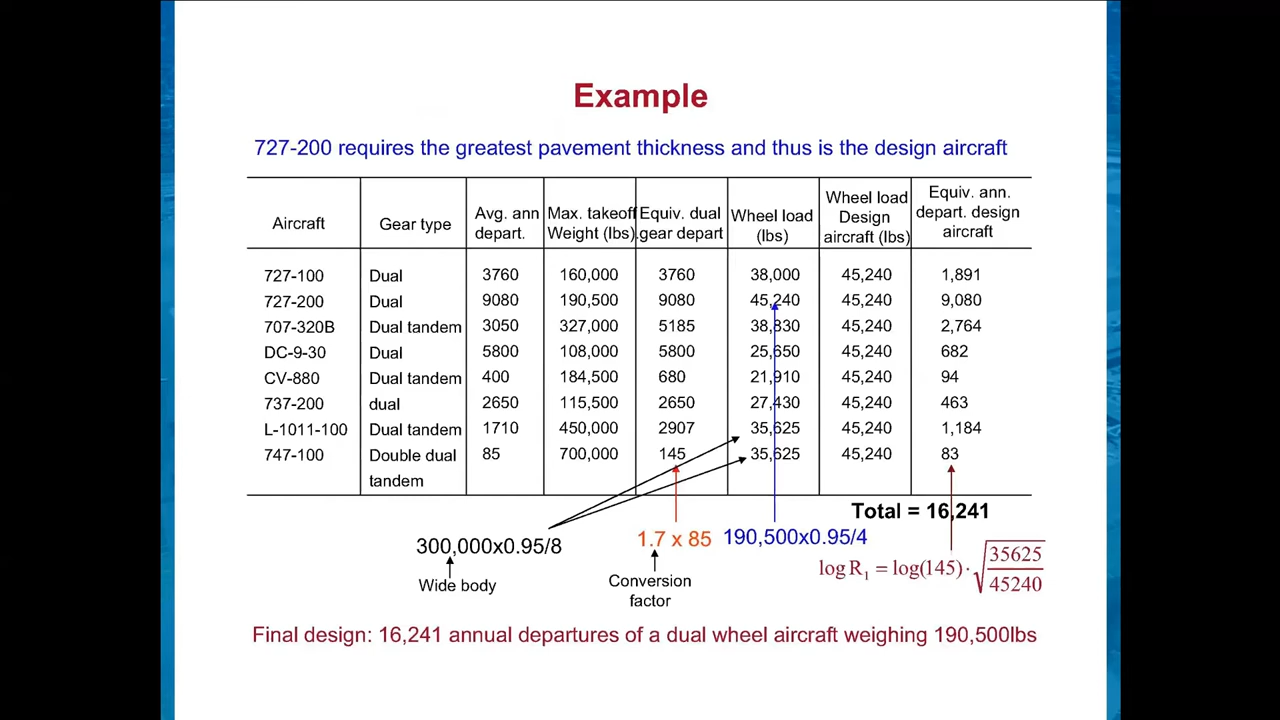 Example
727-200 requires the greatest pavement thickness and thus is the design aircraft
Aircraft Gear type Avg. ann depart. Max. takeoff Weight (lbs). Equiv. dual gear depart Wheel load (lbs) Wheel load Design aircraft (lbs) Equiv. ann. depart. design aircraft
727-100 Dual 3760 160,000 3760 38,000 45,240 1,891
727-200 Dual 9080 190,500 9080 45,240 45,240 9,080
707-320B Dual tandem 3050 327,000 5185 38,830 45,240 2,764
DC-9-30 Dual 5800 108,000 5800 25,650 45,240 682
CV-880 Dual tandem 400 184,500 680 21,910 45,240 94
737-200 dual 2650 115,500 2650 27,430 45,240 463
L-1011-100 Dual tandem 1710 450,000 2907 35,625 45,240 1,184
747-100 Double dual tandem 85 700,000 145 35,625 45,240 83
Total = 16,241
300,000x0.95/8 1.7 x 85 190,500x0.95/4
Wide body
Conversion factor
log R₁ = log(145) · √(35625/45240)
Final design: 16,241 annual departures of a dual wheel aircraft weighing 190,500lbs